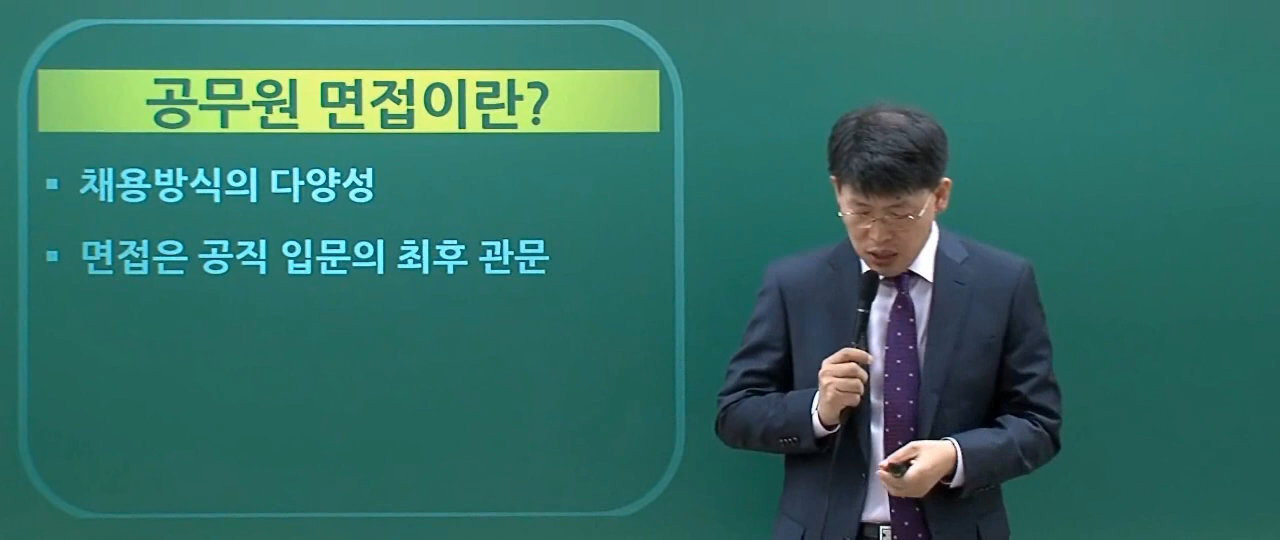 공무원 면접이란?
▪ 채용방식의 다양성
▪ 면접은 공직 입문의 최후 관문